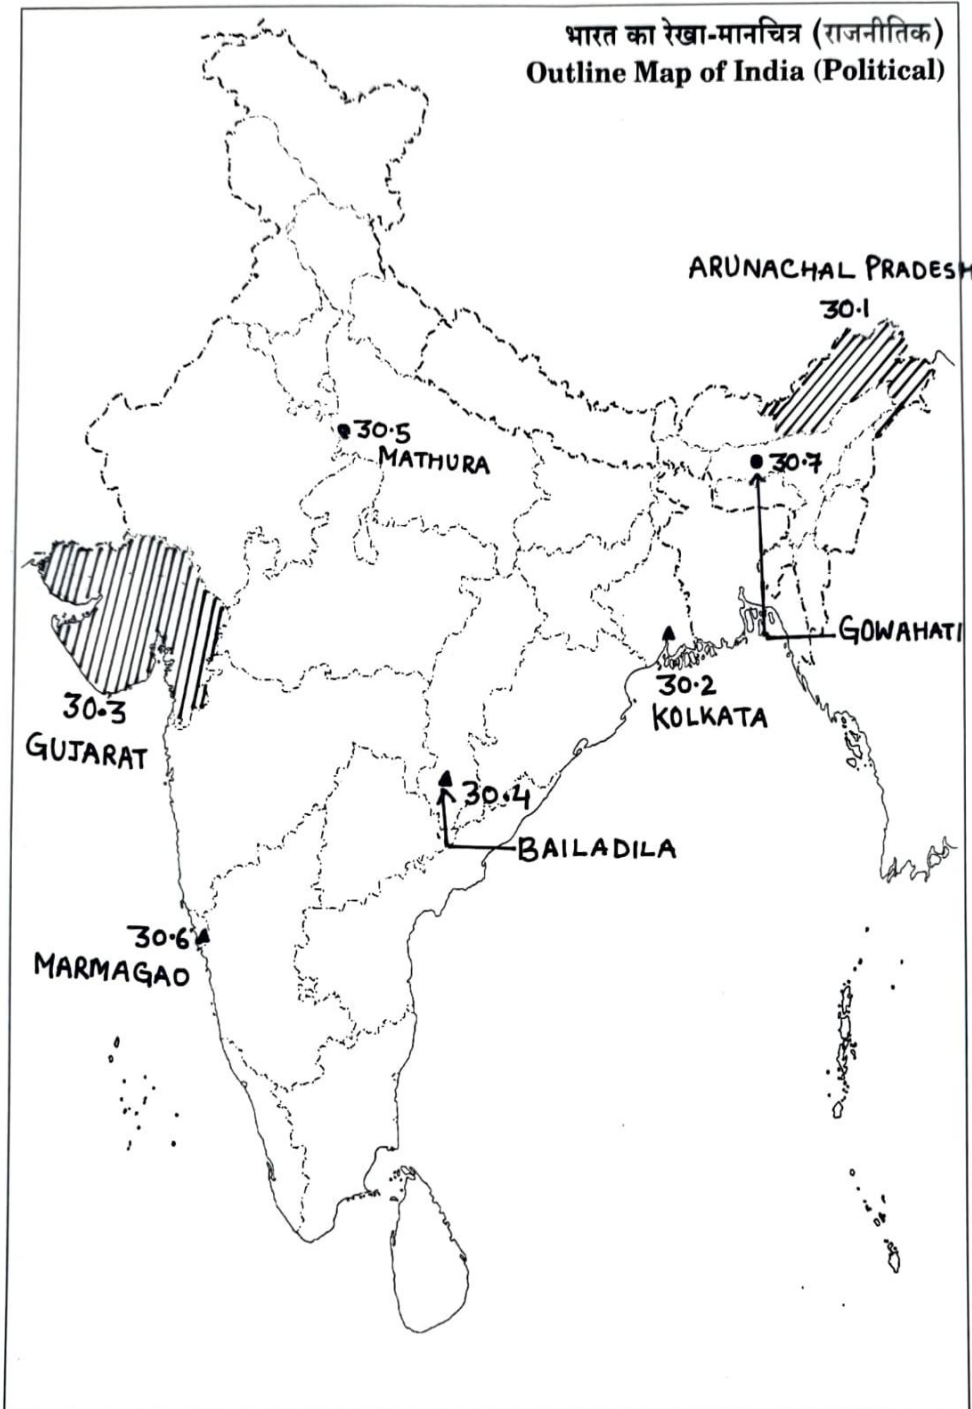 भारत का रेखा-मानचित्र (राजनीतिक)
Outline Map of India (Political)
ARUNACHAL PRADESH
30.1
30.5
MATHURA
30.7
GOWAHATI
30.2
KOLKATA
30.3
GUJARAT
30.4
BAILADILA
30.6
MARMAGAO